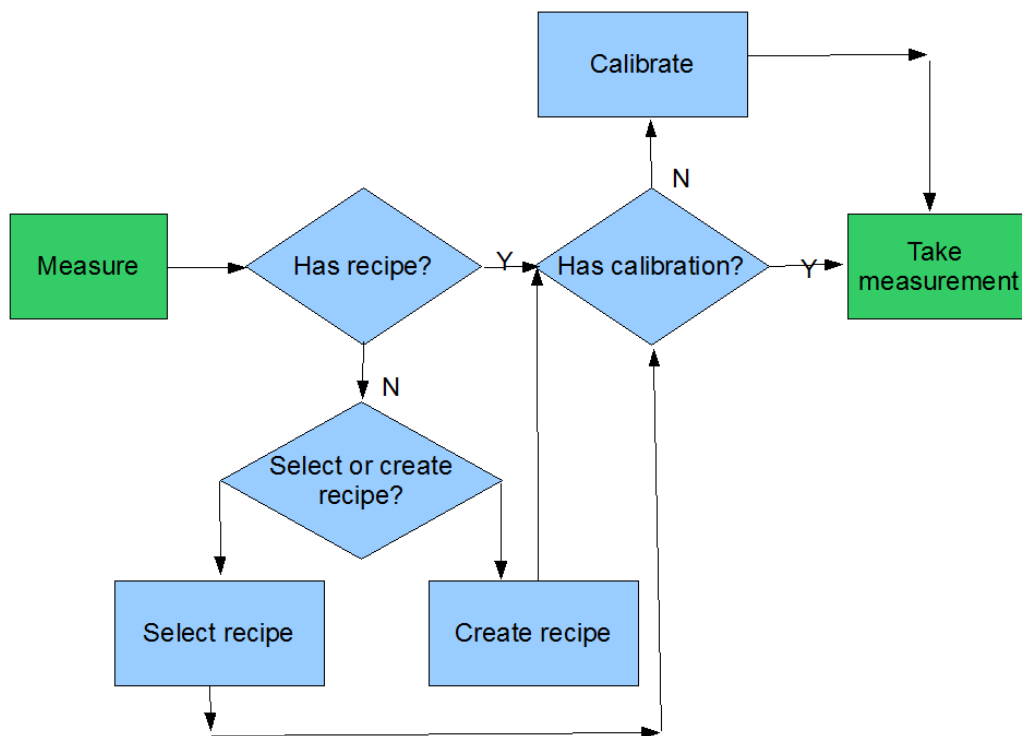 Calibrate
N
Measure
Has recipe?
Y
Has calibration?
Y
Take
measurement
N
Select or create
recipe?
Select recipe
Create recipe